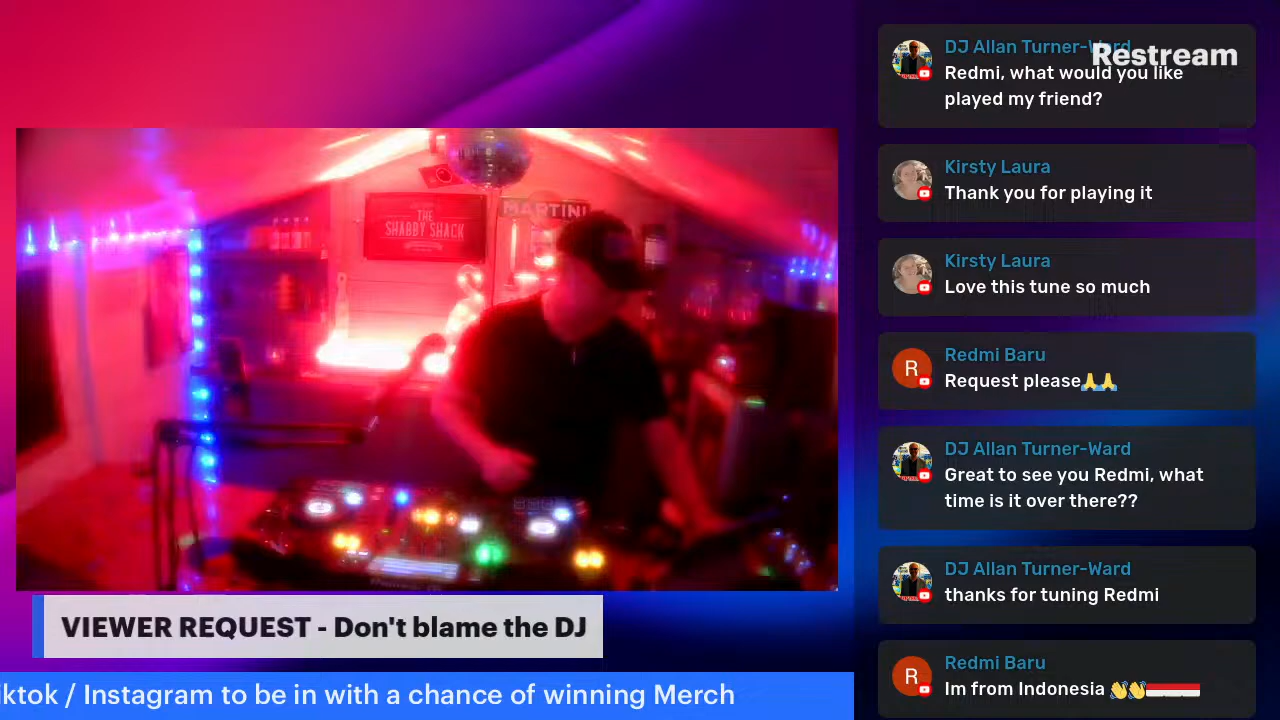 DJ Allan Turner-Ward
Restream
Redmi, what would you like
played my friend?
Kirsty Laura
Thank you for playing it
Kirsty Laura
Love this tune so much
R
Redmi Baru
Request please🙏🙏
DJ Allan Turner-Ward
Great to see you Redmi, what
time is it over there??
DJ Allan Turner-Ward
thanks for tuning Redmi
R
Redmi Baru
Im from Indonesia 👏👏🇮🇩
THE
SHABBY SHACK
MARTINI
VIEWER REQUEST - Don't blame the DJ
iktok / Instagram to be in with a chance of winning Merch